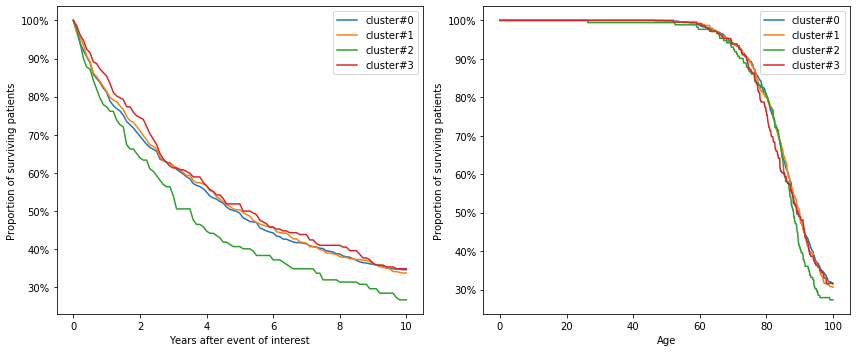 100%
90%
80%
70%
60%
50%
40%
30%
Proportion of surviving patients
0
2
4
6
8
10
Years after event of interest
cluster#0
cluster#1
cluster#2
cluster#3
100%
90%
80%
70%
60%
50%
40%
30%
Proportion of surviving patients
0
20
40
60
80
100
Age
cluster#0
cluster#1
cluster#2
cluster#3